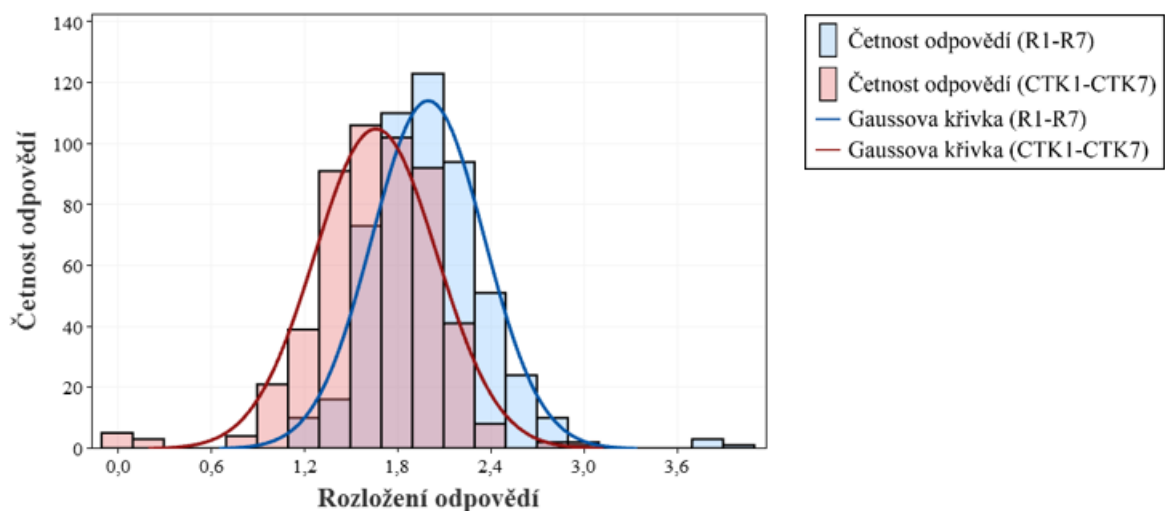 140
120
100
80
60
40
20
0
Četnost odpovědí
0,0 0,6 1,2 1,8 2,4 3,0 3,6
Rozložení odpovědí
Četnost odpovědí (R1-R7)
Četnost odpovědí (CTK1-CTK7)
Gaussova křivka (R1-R7)
Gaussova křivka (CTK1-CTK7)